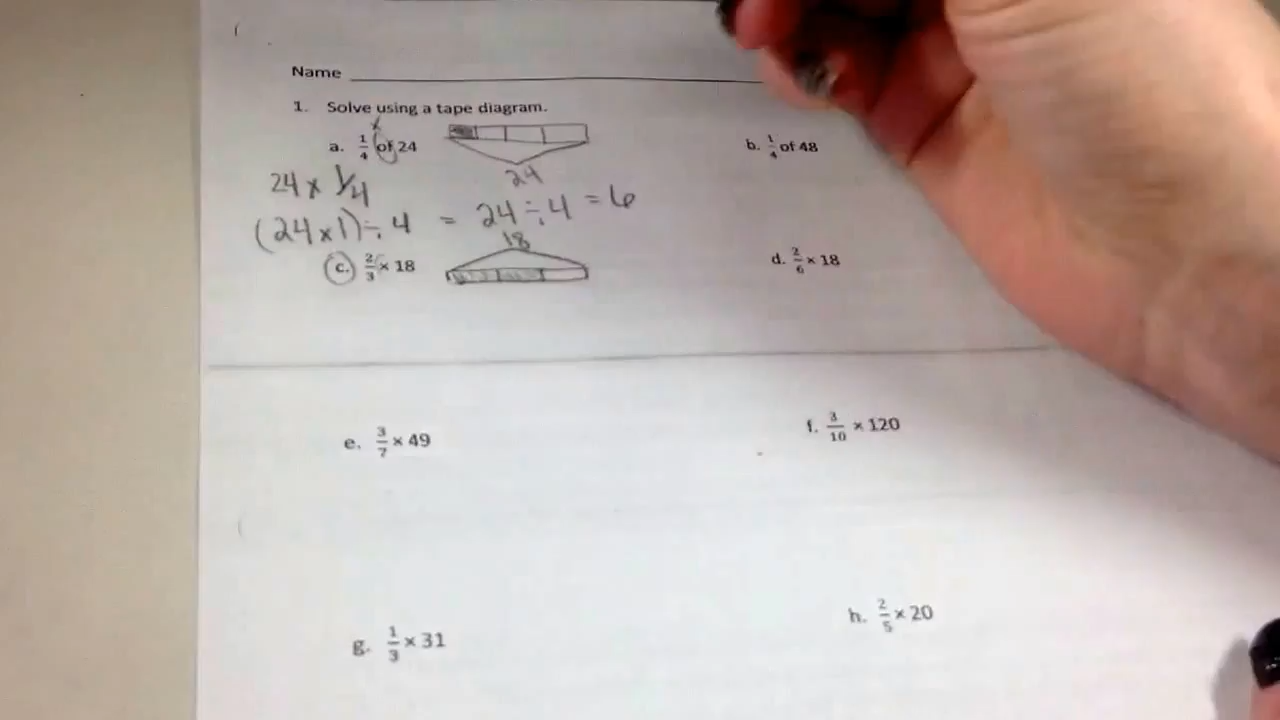 Name
1. Solve using a tape diagram.
x
a. 1/4 of 24
b. 1/4 of 48
24
24 x 1/4
(24 x 1) ÷ 4 = 24 ÷ 4 = 6
18
c. 2/3 x 18
d. 2/6 x 18
e. 3/7 x 49
f. 3/10 x 120
g. 1/3 x 31
h. 2/5 x 20